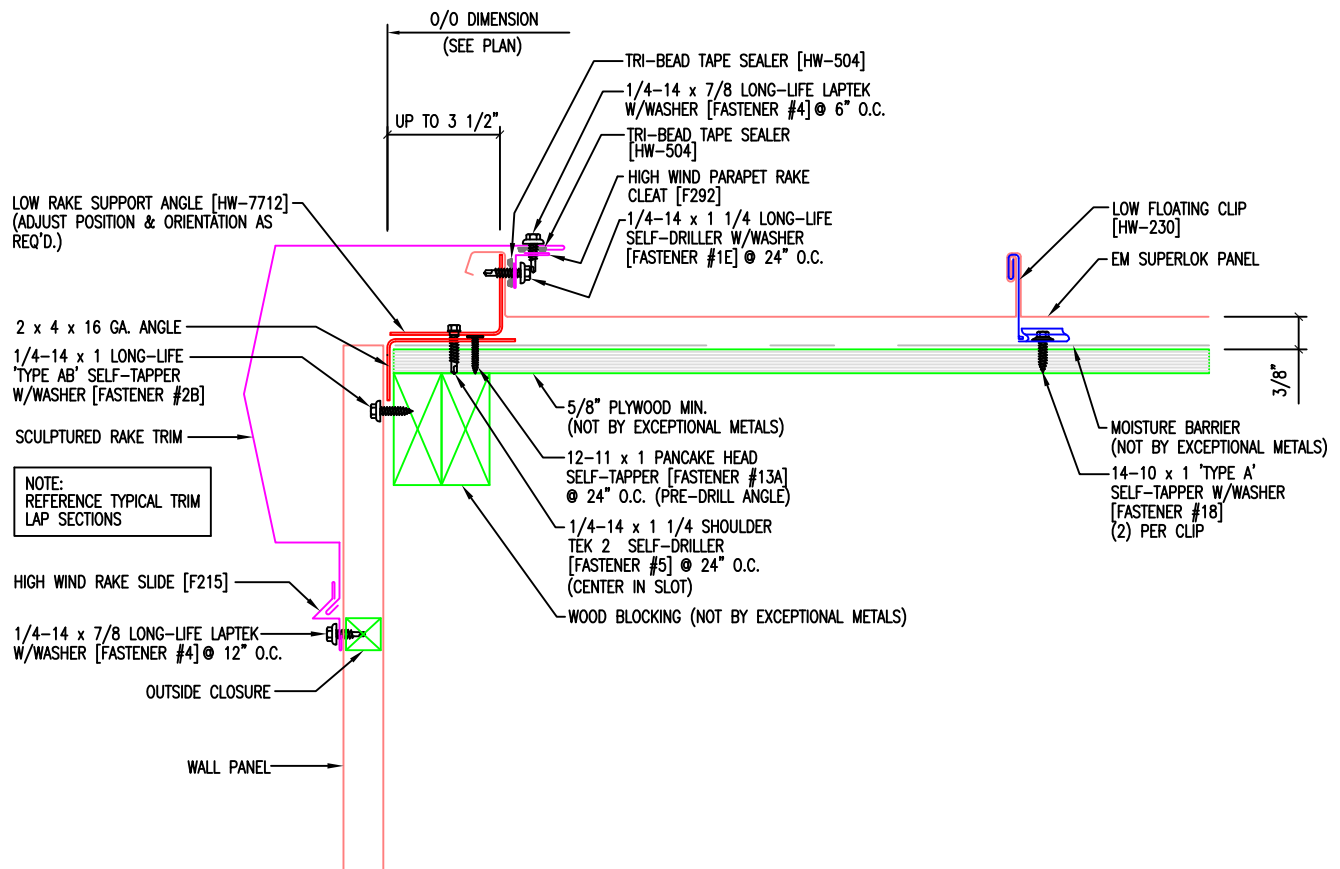 O/O DIMENSION
(SEE PLAN)
UP TO 3 1/2"
TRI-BEAD TAPE SEALER [HW-504]
1/4-14 x 7/8 LONG-LIFE LAPTEK
W/WASHER [FASTENER #4] @ 6" O.C.
TRI-BEAD TAPE SEALER
[HW-504]
HIGH WIND PARAPET RAKE
CLEAT [F292]
1/4-14 x 1 1/4 LONG-LIFE
SELF-DRILLER W/WASHER
[FASTENER #1E] @ 24" O.C.
LOW RAKE SUPPORT ANGLE [HW-7712]
(ADJUST POSITION & ORIENTATION AS
REQ'D.)
2 x 4 x 16 GA. ANGLE
1/4-14 x 1 LONG-LIFE
'TYPE AB' SELF-TAPPER
W/WASHER [FASTENER #2B]
SCULPTURED RAKE TRIM
NOTE:
REFERENCE TYPICAL TRIM
LAP SECTIONS
HIGH WIND RAKE SLIDE [F215]
1/4-14 x 7/8 LONG-LIFE LAPTEK
W/WASHER [FASTENER #4] @ 12" O.C.
OUTSIDE CLOSURE
WALL PANEL
5/8" PLYWOOD MIN.
(NOT BY EXCEPTIONAL METALS)
12-11 x 1 PANCAKE HEAD
SELF-TAPPER [FASTENER #13A]
@ 24" O.C. (PRE-DRILL ANGLE)
1/4-14 x 1 1/4 SHOULDER
TEK 2 SELF-DRILLER
[FASTENER #5] @ 24" O.C.
(CENTER IN SLOT)
WOOD BLOCKING (NOT BY EXCEPTIONAL METALS)
LOW FLOATING CLIP
[HW-230]
EM SUPERLOK PANEL
3/8"
MOISTURE BARRIER
(NOT BY EXCEPTIONAL METALS)
14-10 x 1 'TYPE A'
SELF-TAPPER W/WASHER
[FASTENER #18]
(2) PER CLIP